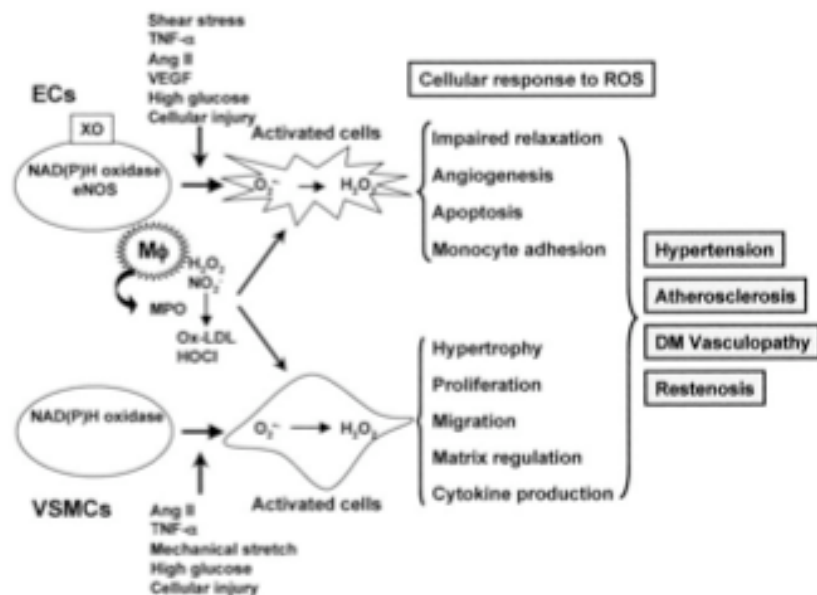 Shear stress
TNF-α
Ang II
VEGF
High glucose
Cellular injury
ECs
XO
NAD(P)H oxidase
eNOS
Activated cells
O₂•− → H₂O₂
Mϕ
H₂O₂
NO₂⁻
MPO
Ox-LDL
HOCl
Cellular response to ROS
Impaired relaxation
Angiogenesis
Apoptosis
Monocyte adhesion
Hypertension
Atherosclerosis
DM Vasculopathy
Restenosis
Hypertrophy
Proliferation
Migration
Matrix regulation
Cytokine production
NAD(P)H oxidase
O₂•− → H₂O₂
Activated cells
VSMCs
Ang II
TNF-α
Mechanical stretch
High glucose
Cellular injury